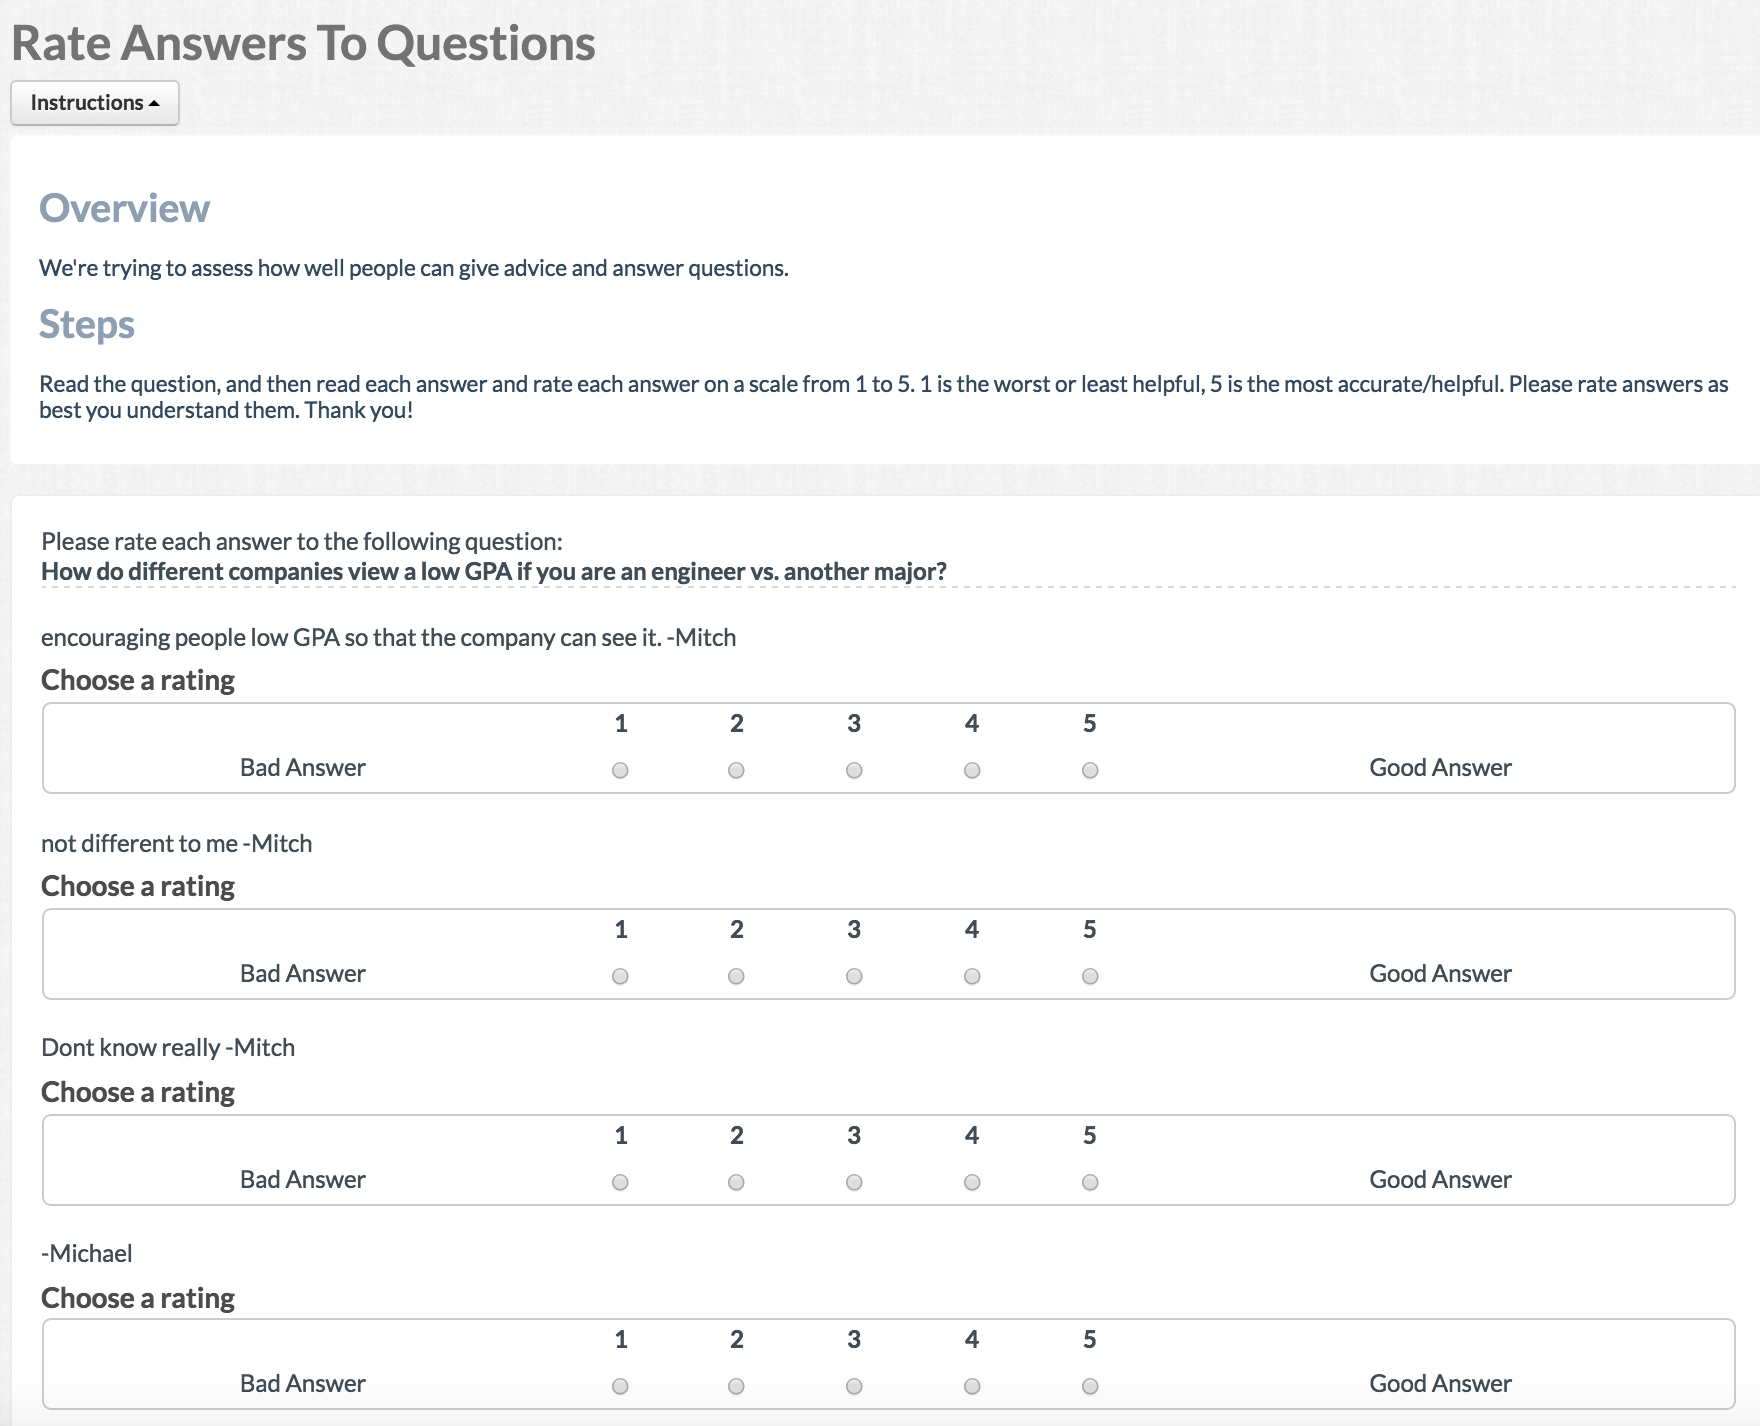 Rate Answers To Questions
Instructions
Overview
We're trying to assess how well people can give advice and answer questions.
Steps
Read the question, and then read each answer and rate each answer on a scale from 1 to 5. 1 is the worst or least helpful, 5 is the most accurate/helpful. Please rate answers as
best you understand them. Thank you!
Please rate each answer to the following question:
How do different companies view a low GPA if you are an engineer vs. another major?
encouraging people low GPA so that the company can see it. -Mitch
Choose a rating
1 2 3 4 5
Bad Answer Good Answer
not different to me -Mitch
Choose a rating
1 2 3 4 5
Bad Answer Good Answer
Dont know really -Mitch
Choose a rating
1 2 3 4 5
Bad Answer Good Answer
-Michael
Choose a rating
1 2 3 4 5
Bad Answer Good Answer